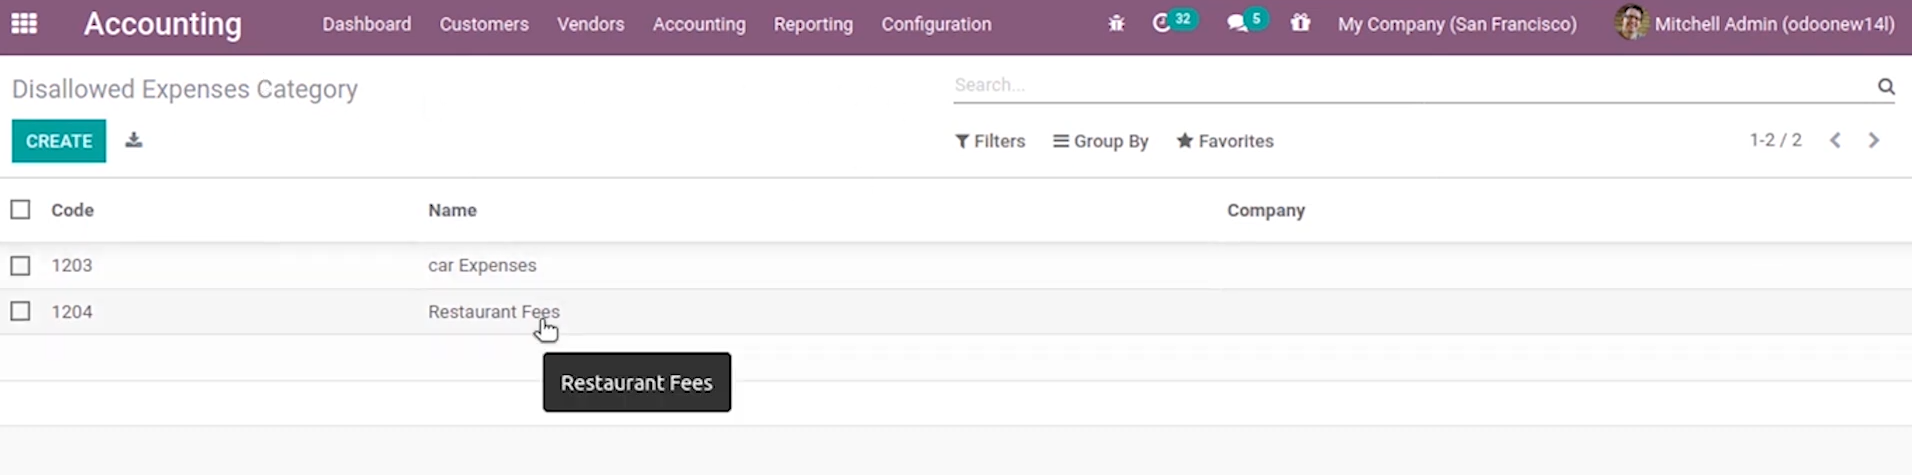 Accounting Dashboard Customers Vendors Accounting Reporting Configuration 32 5 My Company (San Francisco) Mitchell Admin (odoonew14l)
Disallowed Expenses Category Search...
CREATE Filters Group By Favorites 1-2 / 2
Code Name Company
1203 car Expenses
1204 Restaurant Fees
Restaurant Fees